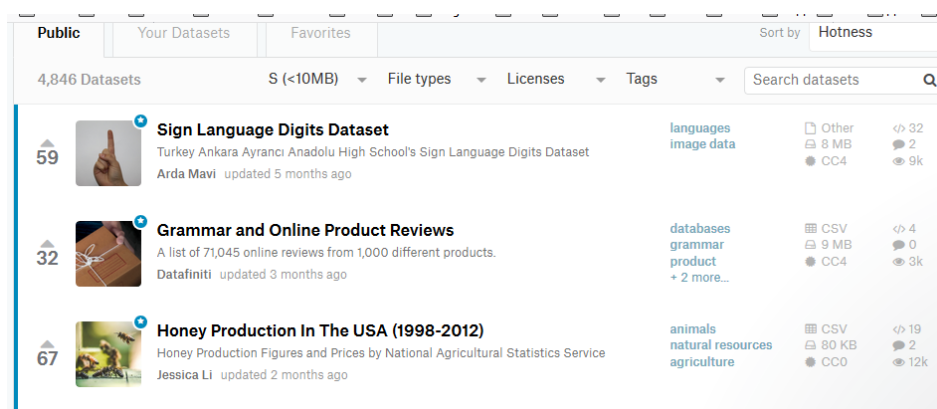 Public Your Datasets Favorites Sort by Hotness
4,846 Datasets S (<10MB) File types Licenses Tags Search datasets
59
Sign Language Digits Dataset
Turkey Ankara Ayrancı Anadolu High School's Sign Language Digits Dataset
Arda Mavi updated 5 months ago
languages
image data
Other
8 MB
CC4
32
2
9k
32
Grammar and Online Product Reviews
A list of 71,045 online reviews from 1,000 different products.
Datafiniti updated 3 months ago
databases
grammar
product
+ 2 more...
CSV
9 MB
CC4
4
0
3k
67
Honey Production In The USA (1998-2012)
Honey Production Figures and Prices by National Agricultural Statistics Service
Jessica Li updated 2 months ago
animals
natural resources
agriculture
CSV
80 KB
CC0
19
2
12k